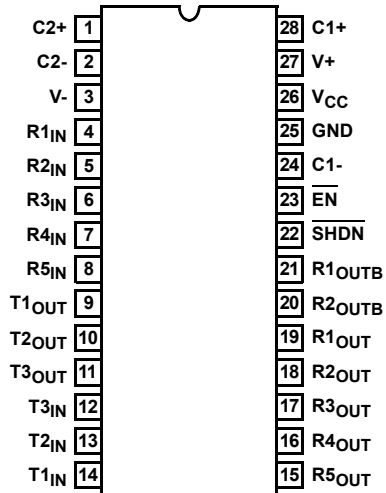 C2+ 1 28 C1+
C2- 2 27 V+
V- 3 26 VCC
R1IN 4 25 GND
R2IN 5 24 C1-
R3IN 6 23 EN
R4IN 7 22 SHDN
R5IN 8 21 R1OUTB
T1OUT 9 20 R2OUTB
T2OUT 10 19 R1OUT
T3OUT 11 18 R2OUT
T3IN 12 17 R3OUT
T2IN 13 16 R4OUT
T1IN 14 15 R5OUT